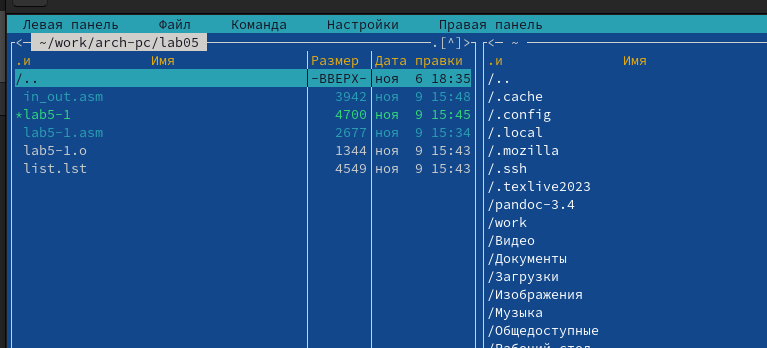 Левая панель Файл Команда Настройки Правая панель
<─ ~/work/arch-pc/lab05 .[^]>
.и Имя Размер Дата правки
/.. -ВВЕРХ- ноя 6 18:35
in_out.asm 3942 ноя 9 15:48
*lab5-1 4700 ноя 9 15:45
lab5-1.asm 2677 ноя 9 15:34
lab5-1.o 1344 ноя 9 15:43
list.lst 4549 ноя 9 15:43
<─ ~
.и Имя
/..
/.cache
/.config
/.local
/.mozilla
/.ssh
/.texlive2023
/pandoc-3.4
/work
/Видео
/Документы
/Загрузки
/Изображения
/Музыка
/Общедоступные